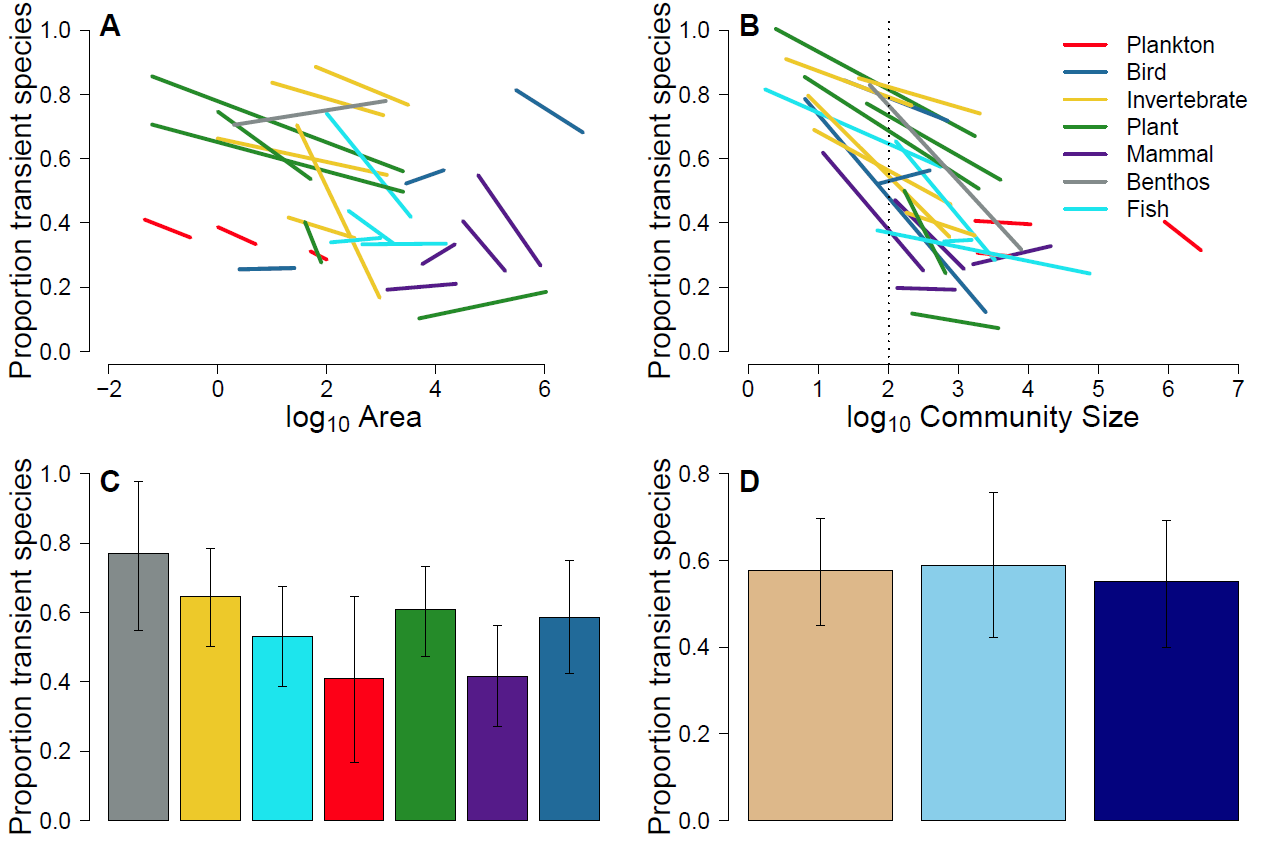 A
Proportion transient species
1.0
0.8
0.6
0.4
0.2
0.0
−2 0 2 4 6
log10 Area
B
Proportion transient species
1.0
0.8
0.6
0.4
0.2
0.0
0 1 2 3 4 5 6 7
log10 Community Size
Plankton
Bird
Invertebrate
Plant
Mammal
Benthos
Fish
C
Proportion transient species
1.0
0.8
0.6
0.4
0.2
0.0
D
Proportion transient species
0.8
0.6
0.4
0.2
0.0